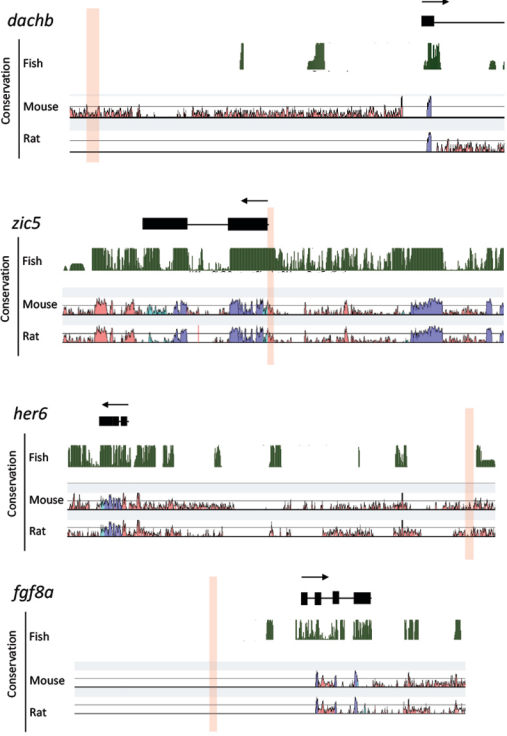 dachb
Conservation
Fish
Mouse
Rat
zic5
Conservation
Fish
Mouse
Rat
her6
Conservation
Fish
Mouse
Rat
fgf8a
Conservation
Fish
Mouse
Rat